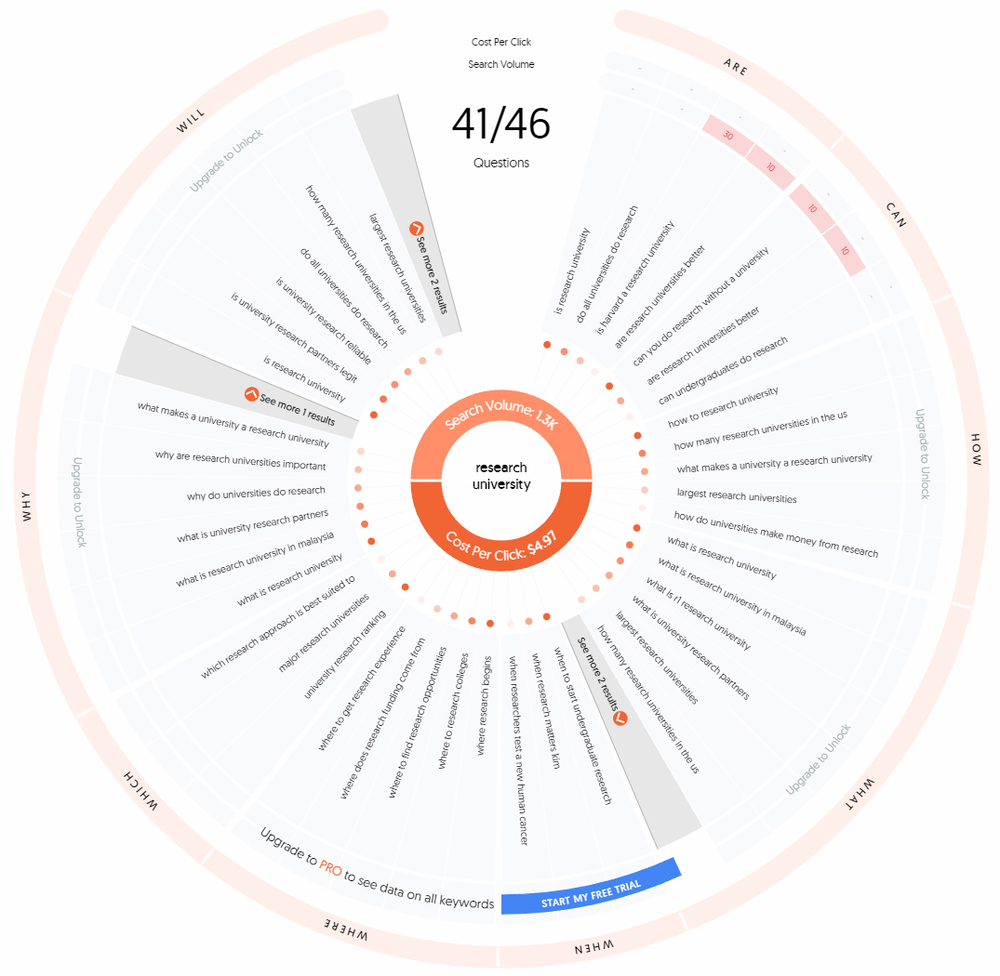 Cost Per Click
Search Volume
41/46
Questions
ARE
-
-
-
-
-
-
30
10
is research university
do all universities do research
is harvard a research university
are research universities better
CAN
-
-
-
-
10
10
can you do research without a university
are research universities better
can undergraduates do research
HOW
Upgrade to Unlock
how to research university
how many research universities in the us
what makes a university a research university
largest research universities
how do universities make money from research
WHAT
Upgrade to Unlock
what is research university
what is research university in malaysia
what is r1 research university
what is university research partners
largest research universities
how many research universities in the us
See more 2 results
WHEN
START MY FREE TRIAL
when to start undergraduate research
when research matters kim
when researchers test a new human cancer
WHERE
Upgrade to PRO to see data on all keywords
where research begins
where to research colleges
where to find research opportunities
where does research funding come from
where to get research experience
WHICH
university research ranking
major research universities
which research approach is best suited to
WHY
Upgrade to Unlock
what is research university
what is research university in malaysia
what is university research partners
why do universities do research
why are research universities important
what makes a university a research university
See more 1 results
WILL
Upgrade to Unlock
is research university
is university research partners legit
is university research reliable
do all universities do research
how many research universities in the us
largest research universities
See more 2 results
Search Volume: 1.3K
research
university
Cost Per Click: $4.97